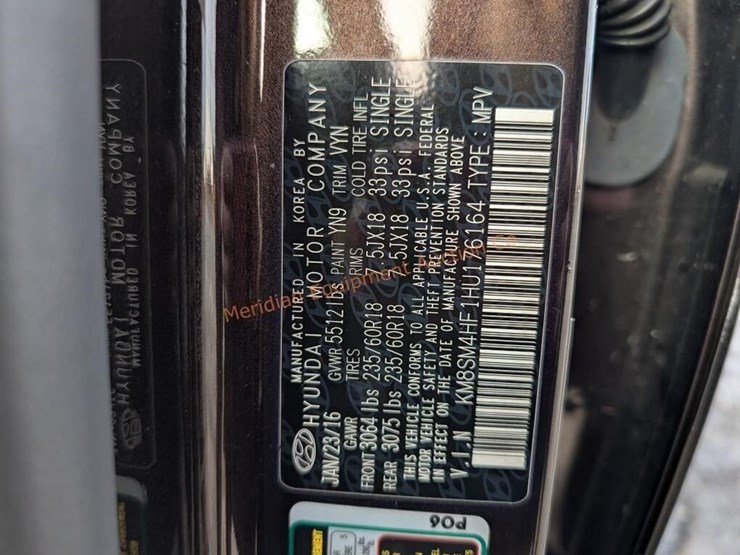 MANUFACTURED IN KOREA BY
HYUNDAI MOTOR COMPANY
JAN/23/16 GVWR 5512 lbs PAINT YN9 TRIM VYN
GAWR TIRES RIMS COLD TIRE INFL
FRONT 3064 lbs 235/60R18 7.5JX18 33psi SINGLE
REAR 3075 lbs 235/60R18 7.5JX18 33psi SINGLE
THIS VEHICLE CONFORMS TO ALL APPLICABLE U.S.A. FEDERAL
MOTOR VEHICLE SAFETY AND THEFT PREVENTION STANDARDS
IN EFFECT ON THE DATE OF MANUFACTURE SHOWN ABOVE
V.I.N KM8SM4HF1HU176164 TYPE : MPV
Meridian Equipment Auction Co
P06